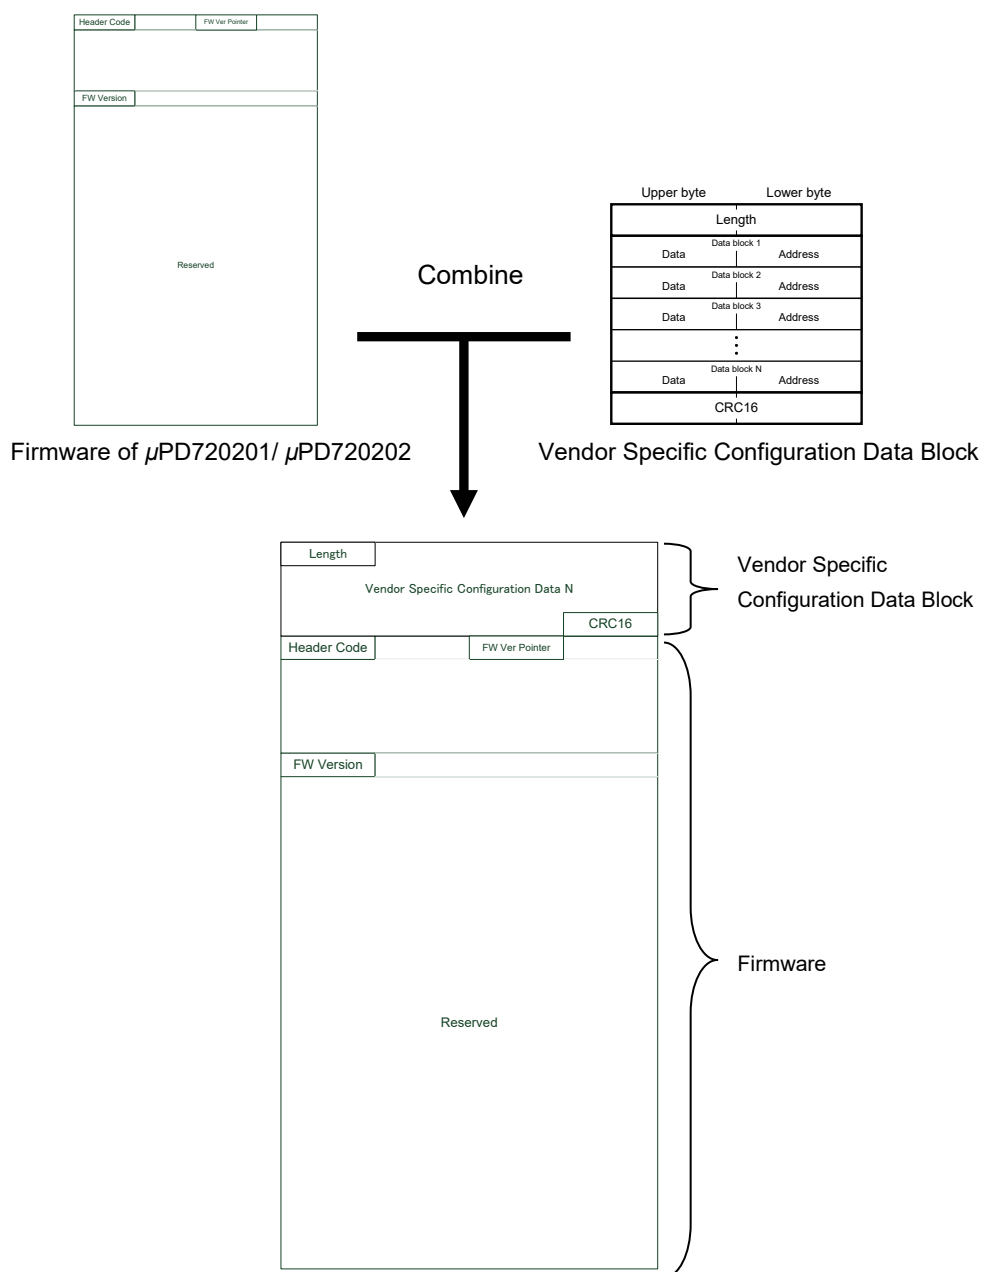 Header Code FW Ver Pointer
FW Version
Reserved
Firmware of µPD720201/ µPD720202
Combine
Upper byte Lower byte
Length
Data block 1
Data Address
Data block 2
Data Address
Data block 3
Data Address
Data block N
Data Address
CRC16
Vendor Specific Configuration Data Block
Length
Vendor Specific Configuration Data N
CRC16
Vendor Specific
Configuration Data Block
Header Code FW Ver Pointer
FW Version
Reserved
Firmware